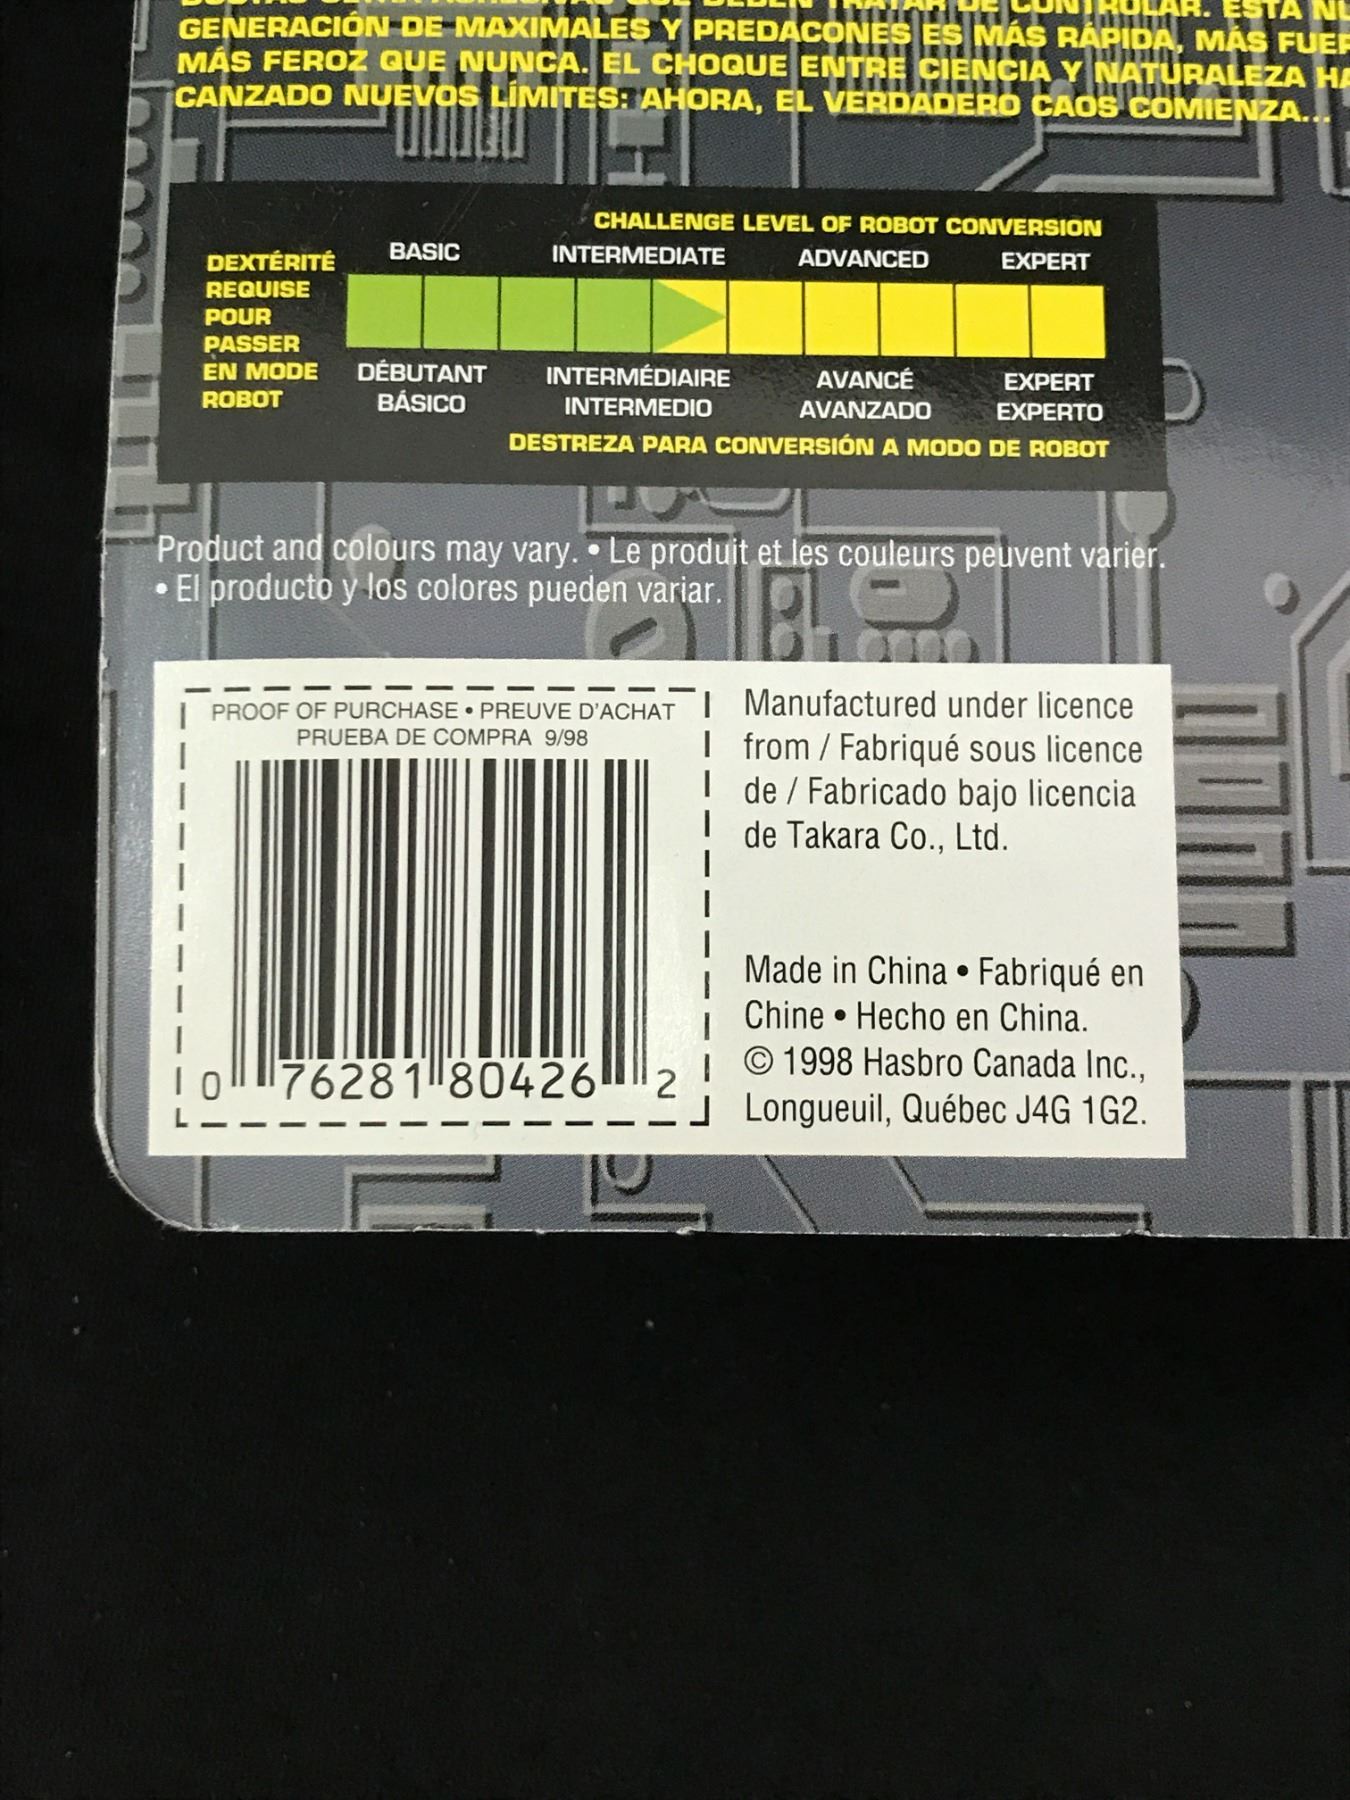 QUE DEBEN TRATAR DE CONTROLAR. ESTA
GENERACIÓN DE MAXIMALES Y PREDACONES ES MÁS RÁPIDA, MÁS
MÁS FEROZ QUE NUNCA. EL CHOQUE ENTRE CIENCIA Y NATURALEZA
CANZADO NUEVOS LÍMITES: AHORA, EL VERDADERO CAOS COMIENZA...
CHALLENGE LEVEL OF ROBOT CONVERSION
BASIC INTERMEDIATE ADVANCED EXPERT
DEXTÉRITÉ
REQUISE
POUR
PASSER
EN MODE
ROBOT
DÉBUTANT INTERMÉDIAIRE AVANCÉ EXPERT
BÁSICO INTERMEDIO AVANZADO EXPERTO
DESTREZA PARA CONVERSIÓN A MODO DE ROBOT
Product and colours may vary. • Le produit et les couleurs peuvent varier.
• El producto y los colores pueden variar.
PROOF OF PURCHASE • PREUVE D'ACHAT
PRUEBA DE COMPRA 9/98
0 76281 80426 2
Manufactured under licence
from / Fabriqué sous licence
de / Fabricado bajo licencia
de Takara Co., Ltd.
Made in China • Fabriqué en
Chine • Hecho en China.
© 1998 Hasbro Canada Inc.,
Longueuil, Québec J4G 1G2.